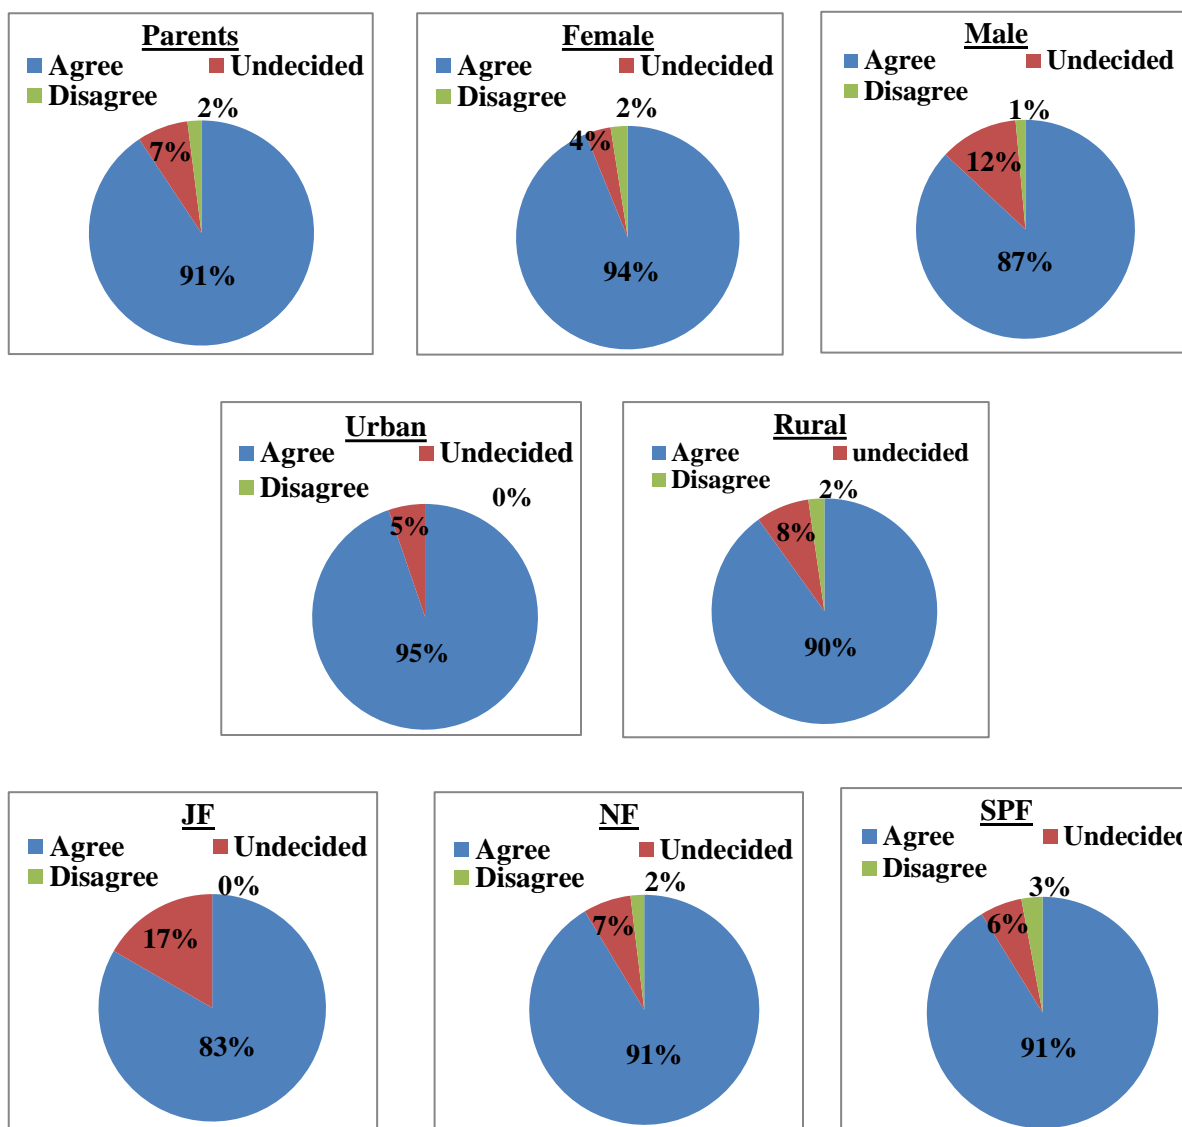 Parents
Agree Undecided
Disagree
2%
7%
91%
Female
Agree Undecided
Disagree
2%
4%
94%
Male
Agree Undecided
Disagree
1%
12%
87%
Urban
Agree Undecided
Disagree
0%
5%
95%
Rural
Agree undecided
Disagree
2%
8%
90%
JF
Agree Undecided
Disagree
0%
17%
83%
NF
Agree Undecided
Disagree
2%
7%
91%
SPF
Agree Undecided
Disagree
3%
6%
91%